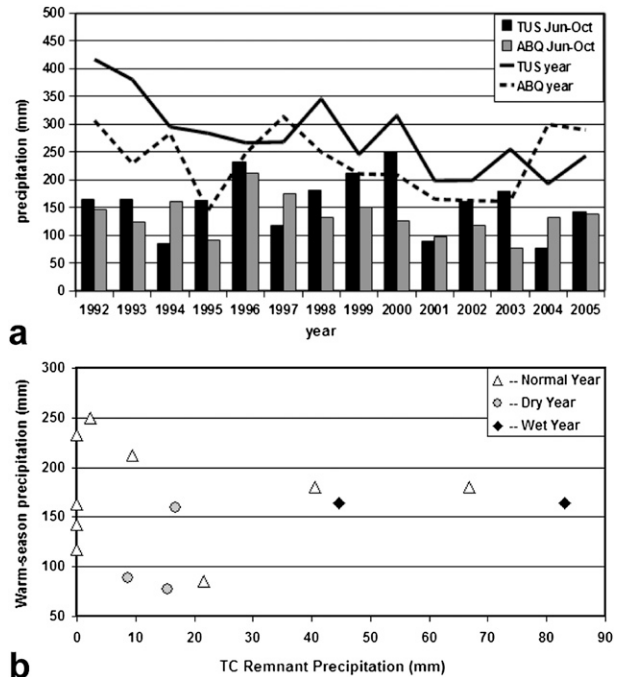 500
450
400
350
300
250
200
150
100
50
0
precipitation (mm)
TUS Jun-Oct
ABQ Jun-Oct
TUS year
ABQ year
1992 1993 1994 1995 1996 1997 1998 1999 2000 2001 2002 2003 2004 2005
year
a
300
250
200
150
100
50
Warm-season precipitation (mm)
-- Normal Year
-- Dry Year
-- Wet Year
0 10 20 30 40 50 60 70 80 90
TC Remnant Precipitation (mm)
b